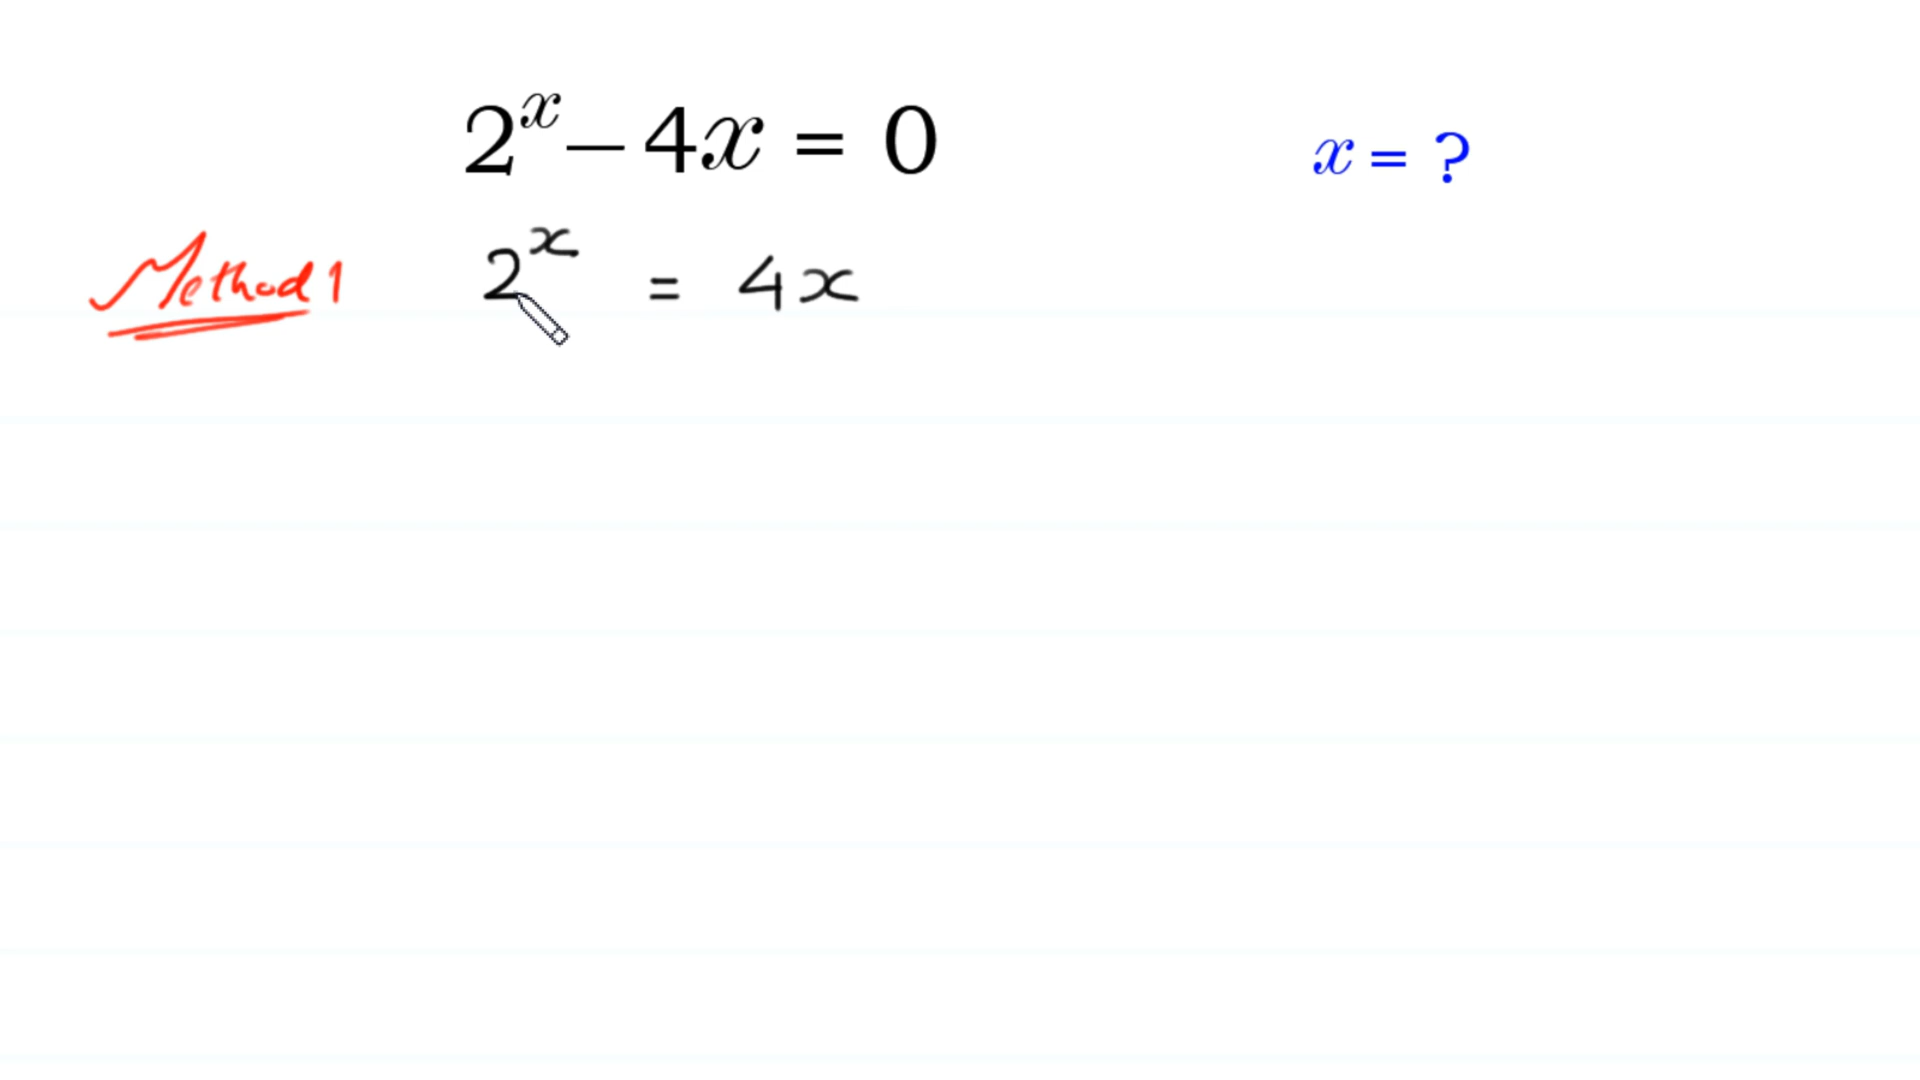 2^x − 4x = 0
x = ?
Method 1
2^x = 4x